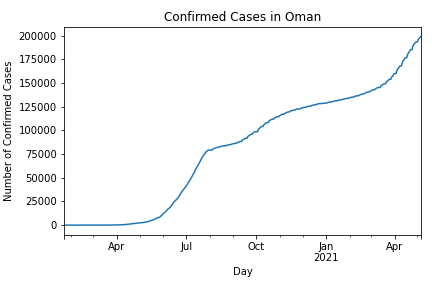 Confirmed Cases in Oman
Number of Confirmed Cases
200000
175000
150000
125000
100000
75000
50000
25000
0
Apr
Jul
Oct
Jan
2021
Apr
Day